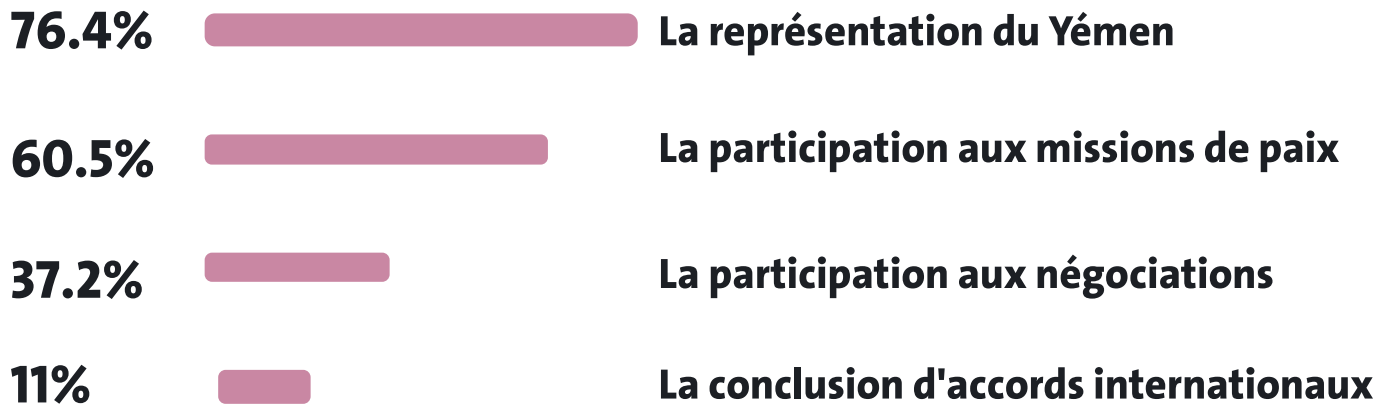 76.4% La représentation du Yémen
60.5% La participation aux missions de paix
37.2% La participation aux négociations
11% La conclusion d'accords internationaux